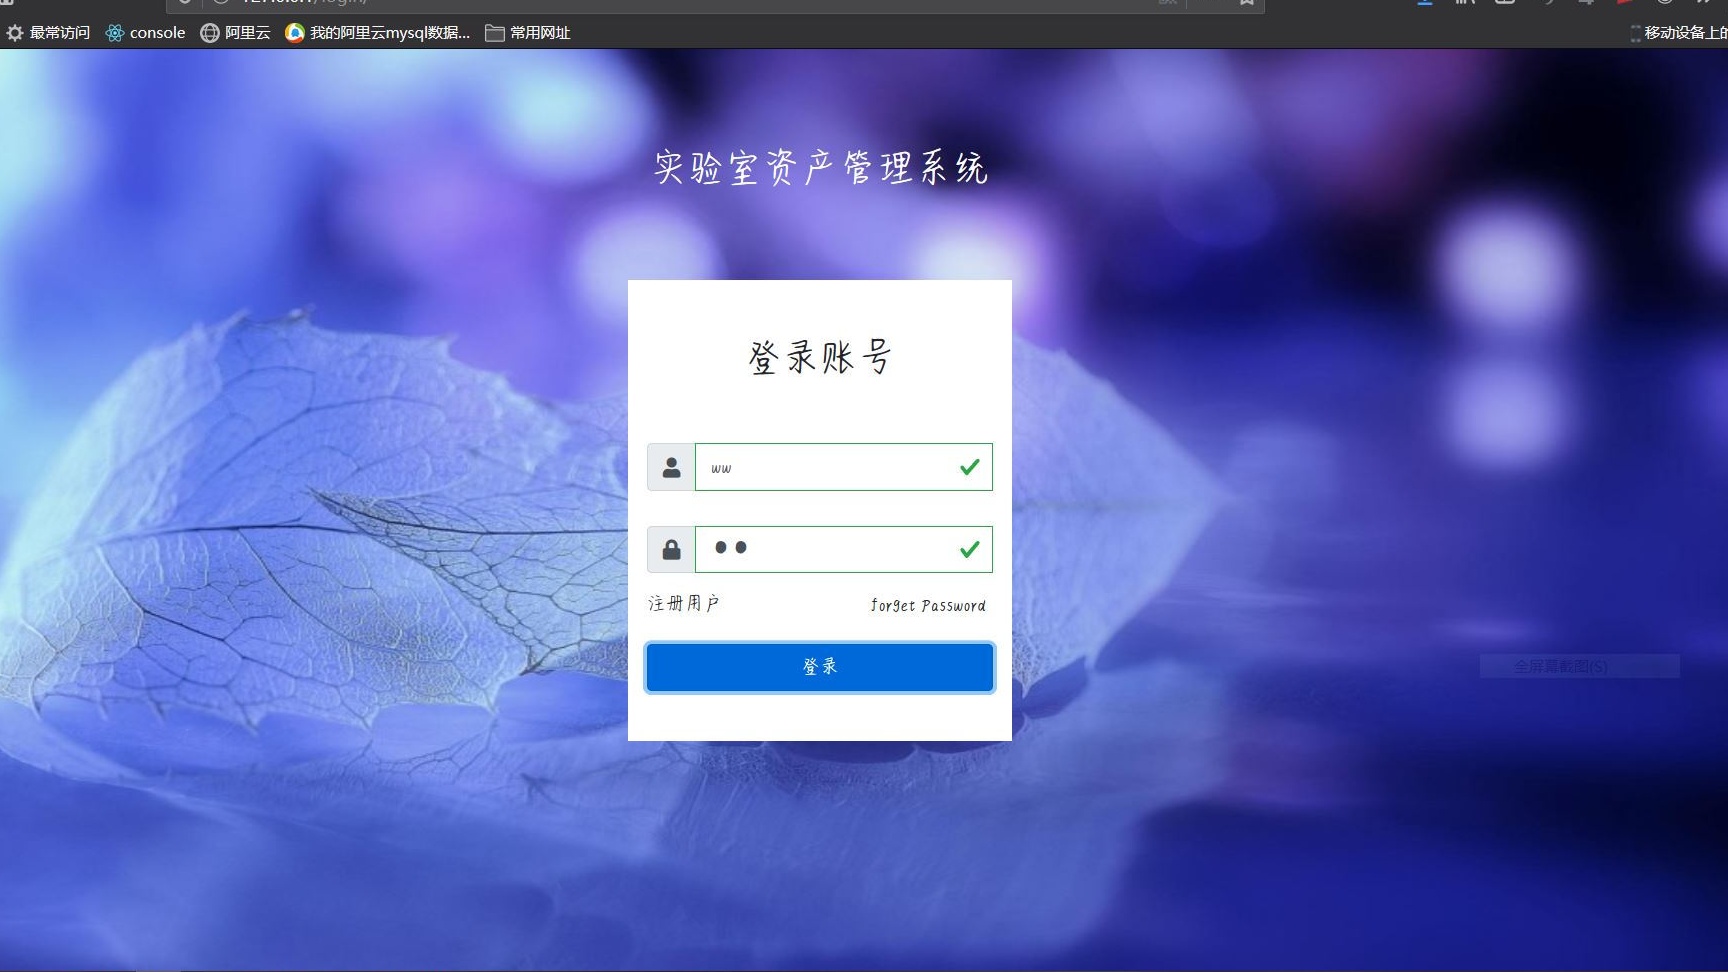 最常访问 console 阿里云 我的阿里云mysql数据... 常用网址 移动设备上的
实验室资产管理系统
登录账号
ww
注册用户 forget Password
登录
全屏幕截图(S)